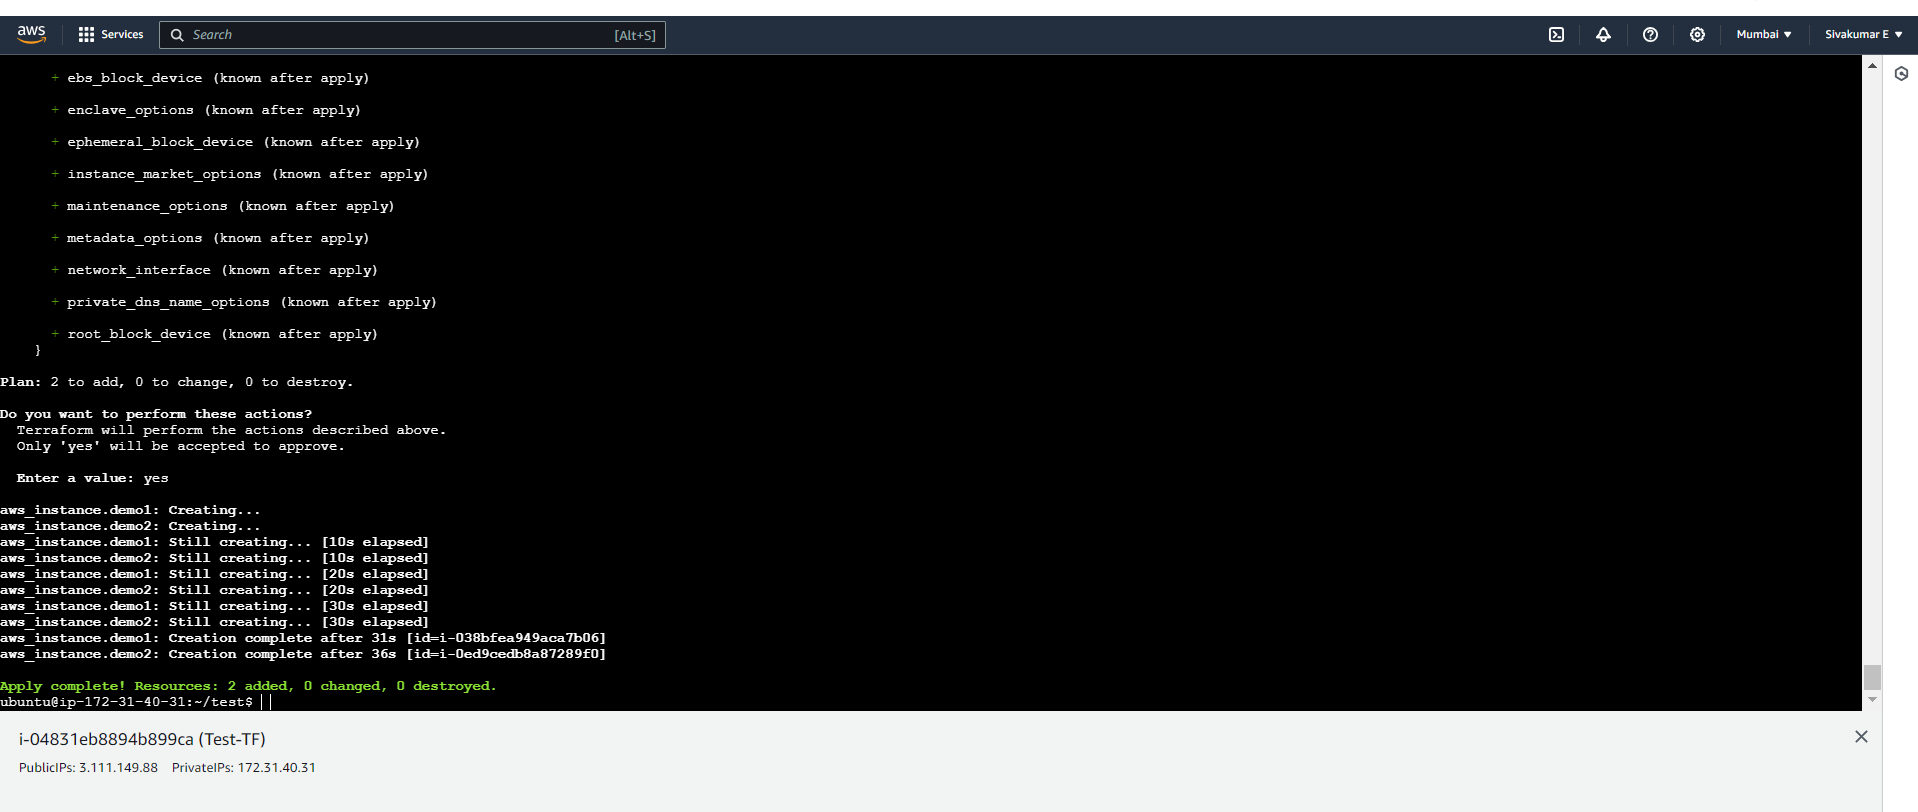 aws Services Search [Alt+S] Mumbai ▼ Sivakumar E ▼
+ ebs_block_device (known after apply)
+ enclave_options (known after apply)
+ ephemeral_block_device (known after apply)
+ instance_market_options (known after apply)
+ maintenance_options (known after apply)
+ metadata_options (known after apply)
+ network_interface (known after apply)
+ private_dns_name_options (known after apply)
+ root_block_device (known after apply)
}
Plan: 2 to add, 0 to change, 0 to destroy.
Do you want to perform these actions?
Terraform will perform the actions described above.
Only 'yes' will be accepted to approve.
Enter a value: yes
aws_instance.demo1: Creating...
aws_instance.demo2: Creating...
aws_instance.demo1: Still creating... [10s elapsed]
aws_instance.demo2: Still creating... [10s elapsed]
aws_instance.demo1: Still creating... [20s elapsed]
aws_instance.demo2: Still creating... [20s elapsed]
aws_instance.demo1: Still creating... [30s elapsed]
aws_instance.demo2: Still creating... [30s elapsed]
aws_instance.demo1: Creation complete after 31s [id=i-038bfea949aca7b06]
aws_instance.demo2: Creation complete after 36s [id=i-0ed9cedb8a87289f0]
Apply complete! Resources: 2 added, 0 changed, 0 destroyed.
ubuntu@ip-172-31-40-31:~/test$
i-04831eb8894b899ca (Test-TF)
PublicIPs: 3.111.149.88 PrivateIPs: 172.31.40.31